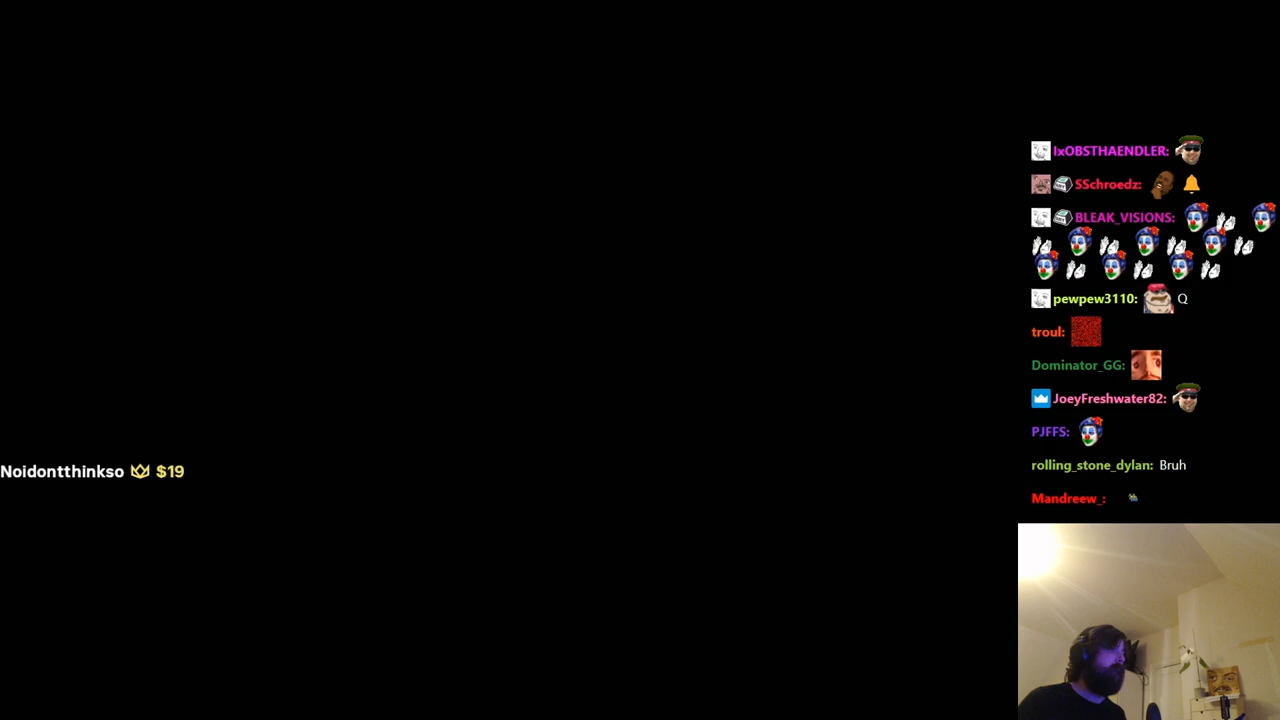 IxOBSTHAENDLER:
SSchroedz:
BLEAK_VISIONS:
pewpew3110: Q
troul:
Dominator_GG:
JoeyFreshwater82:
PJFFS:
Noidontthinkso $19
rolling_stone_dylan: Bruh
Mandreew_: